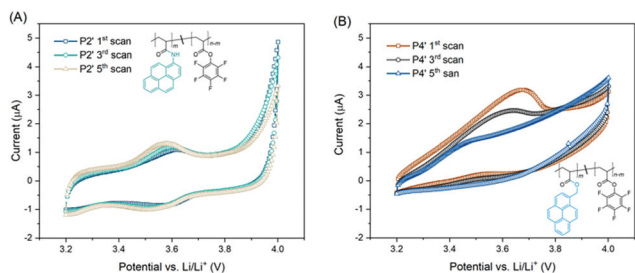 (A)
P2' 1st scan
P2' 3rd scan
P2' 5th scan
m
n-m
O
NH
O
O
F
F
F
F
F
5
4
3
2
1
0
-1
-2
3.2
3.4
3.6
3.8
4.0
Current (μA)
Potential vs. Li/Li+ (V)
(B)
P4' 1st scan
P4' 3rd scan
P4' 5th san
m
n-m
O
O
O
O
F
F
F
F
F
5
4
3
2
1
0
-1
-2
3.2
3.4
3.6
3.8
4.0
Current (μA)
Potential vs. Li/Li+ (V)